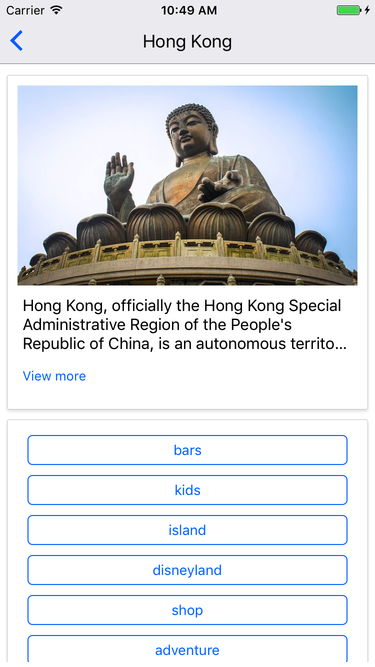 Carrier 10:49 AM
Hong Kong
Hong Kong, officially the Hong Kong Special
Administrative Region of the People's
Republic of China, is an autonomous territo...
View more
bars
kids
island
disneyland
shop
adventure